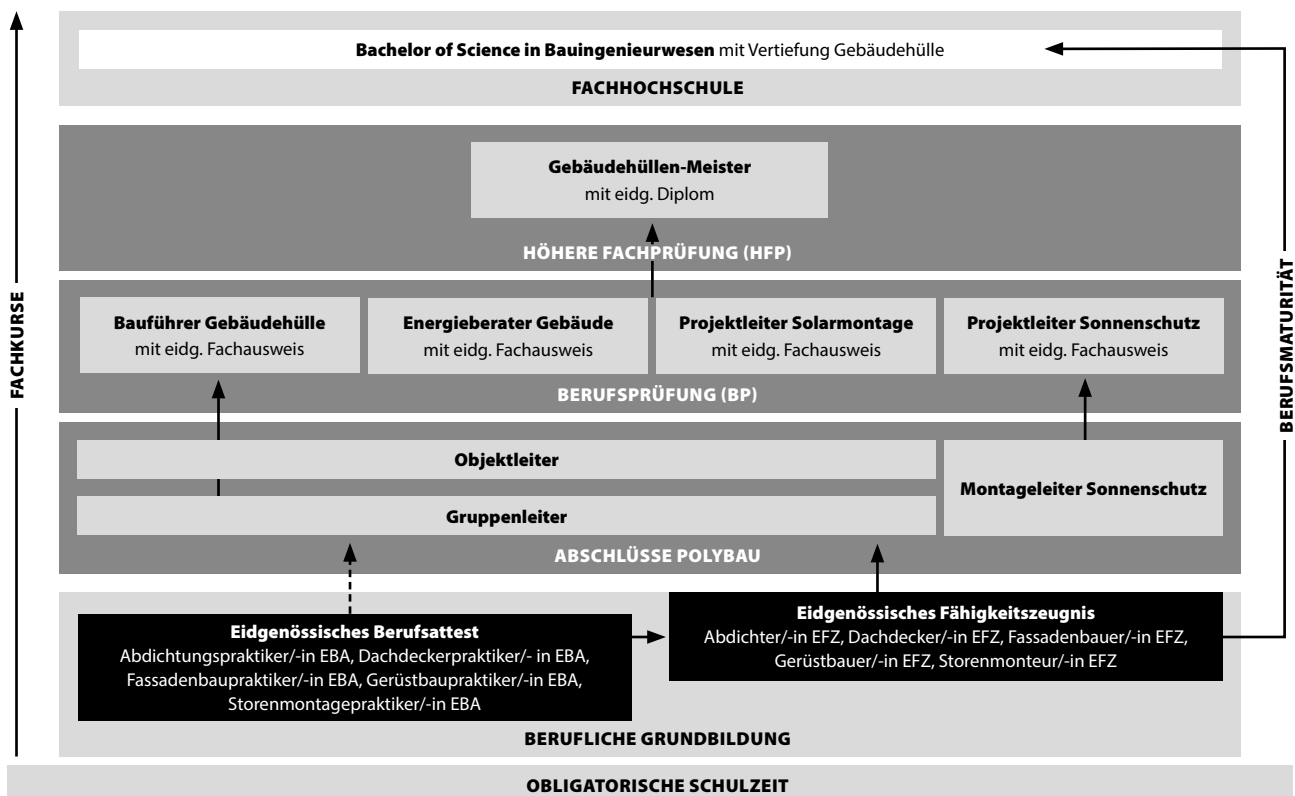 Bachelor of Science in Bauingenieurwesen mit Vertiefung Gebäudehülle
FACHHOCHSCHULE
Gebäudehüllen-Meister
mit eidg. Diplom
HÖHERE FACHPRÜFUNG (HFP)
Bauführer Gebäudehülle
mit eidg. Fachausweis
Energieberater Gebäude
mit eidg. Fachausweis
Projektleiter Solarmontage
mit eidg. Fachausweis
Projektleiter Sonnenschutz
mit eidg. Fachausweis
BERUFSPRÜFUNG (BP)
Objektleiter
Gruppenleiter
Montageleiter Sonnenschutz
ABSCHLÜSSE POLYBAU
Eidgenössisches Berufsattest
Abdichtungspraktiker/-in EBA, Dachdeckerpraktiker/- in EBA,
Fassadenbaupraktiker/-in EBA, Gerüstbaupraktiker/-in EBA,
Storenmontagepraktiker/-in EBA
Eidgenössisches Fähigkeitszeugnis
Abdichter/-in EFZ, Dachdecker/-in EFZ, Fassadenbauer/-in EFZ,
Gerüstbauer/-in EFZ, Storenmonteur/-in EFZ
BERUFLICHE GRUNDBILDUNG
OBLIGATORISCHE SCHULZEIT
FACHKURSE
BERUFSMATURITÄT